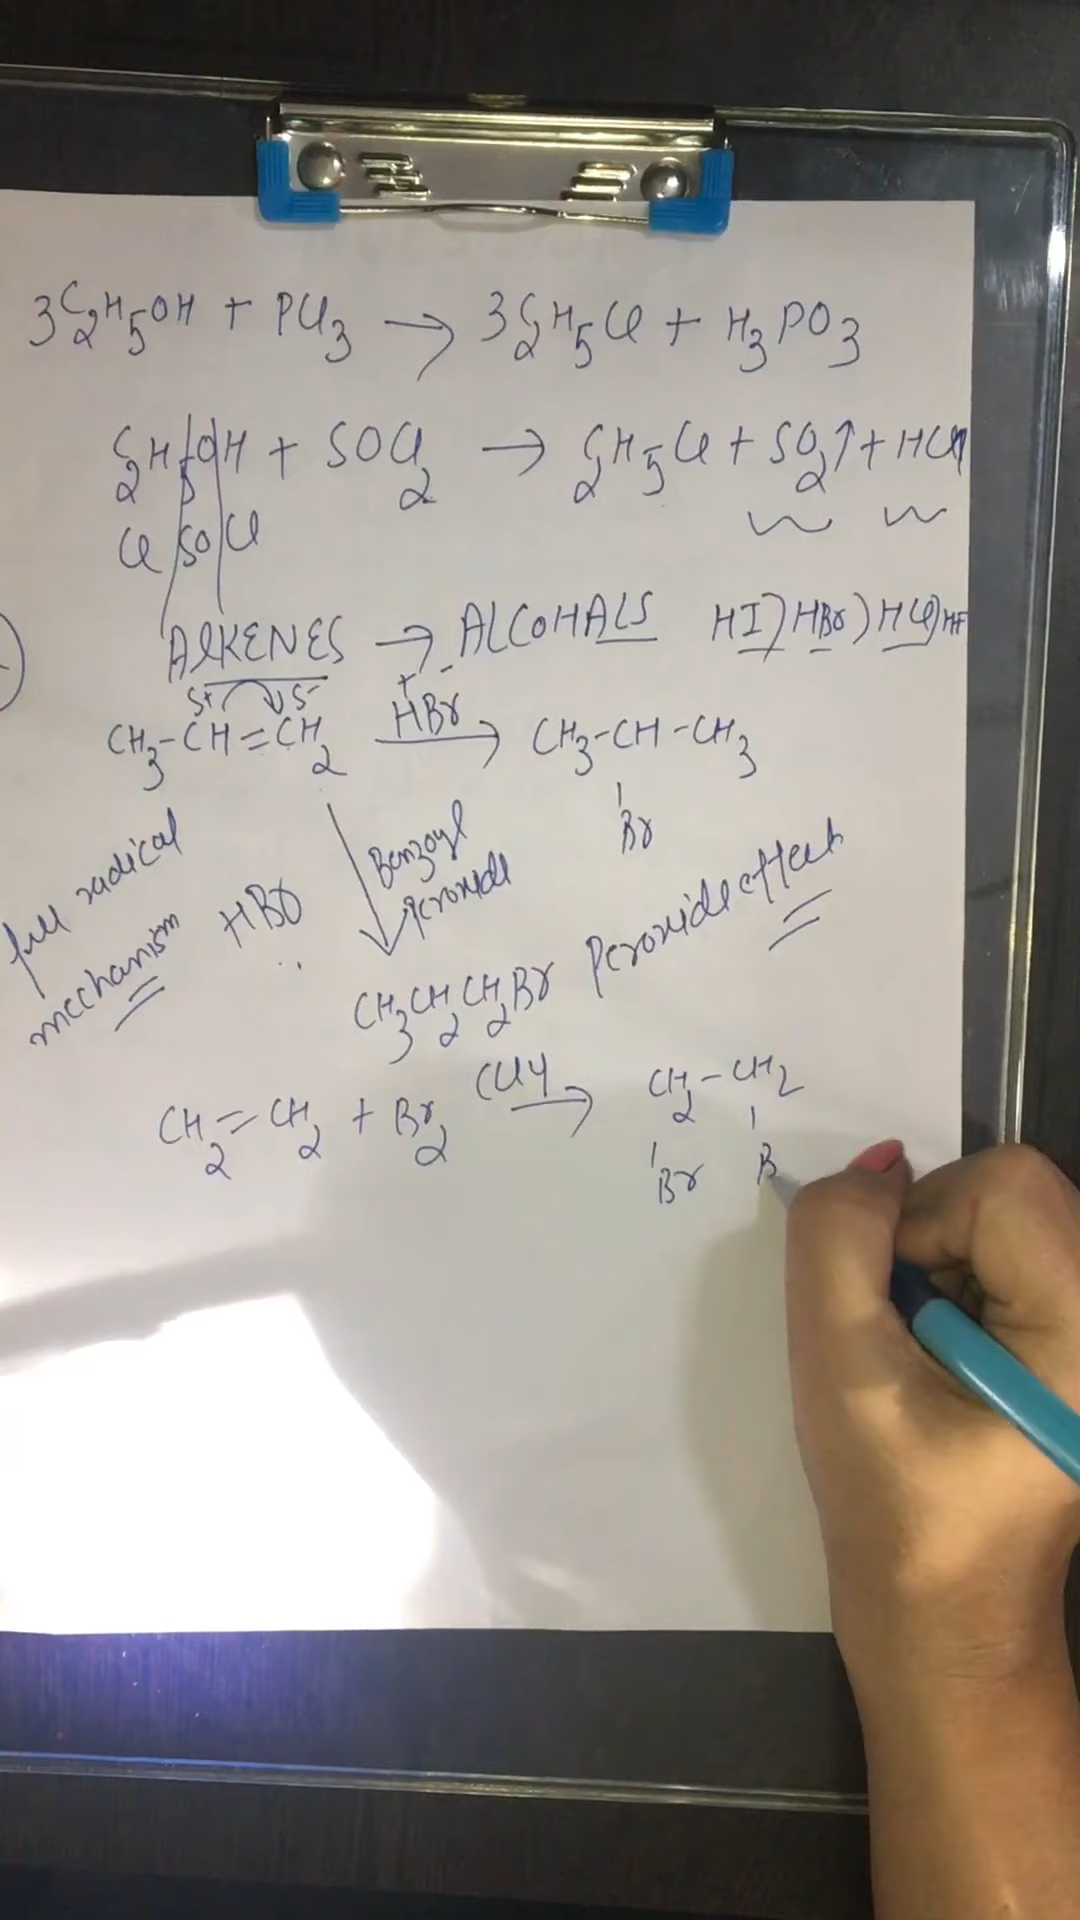 3C2H5OH + PCl3 → 3C2H5Cl + H3PO3
C2H5OH + SOCl2 → C2H5Cl + SO2↑ + HCl↑
Cl SO Cl
ALKENES → ALCOHALS HI > HBr > HCl > HF
δ+ δ- + -
CH3-CH=CH2 HBr → CH3-CH-CH3
Br
Benzoyl
peroxide
free radical
mechanism
HBr
Peroxide effect
CH3CH2CH2Br
CH2=CH2 + Br2 CCl4 → CH2-CH2
Br B